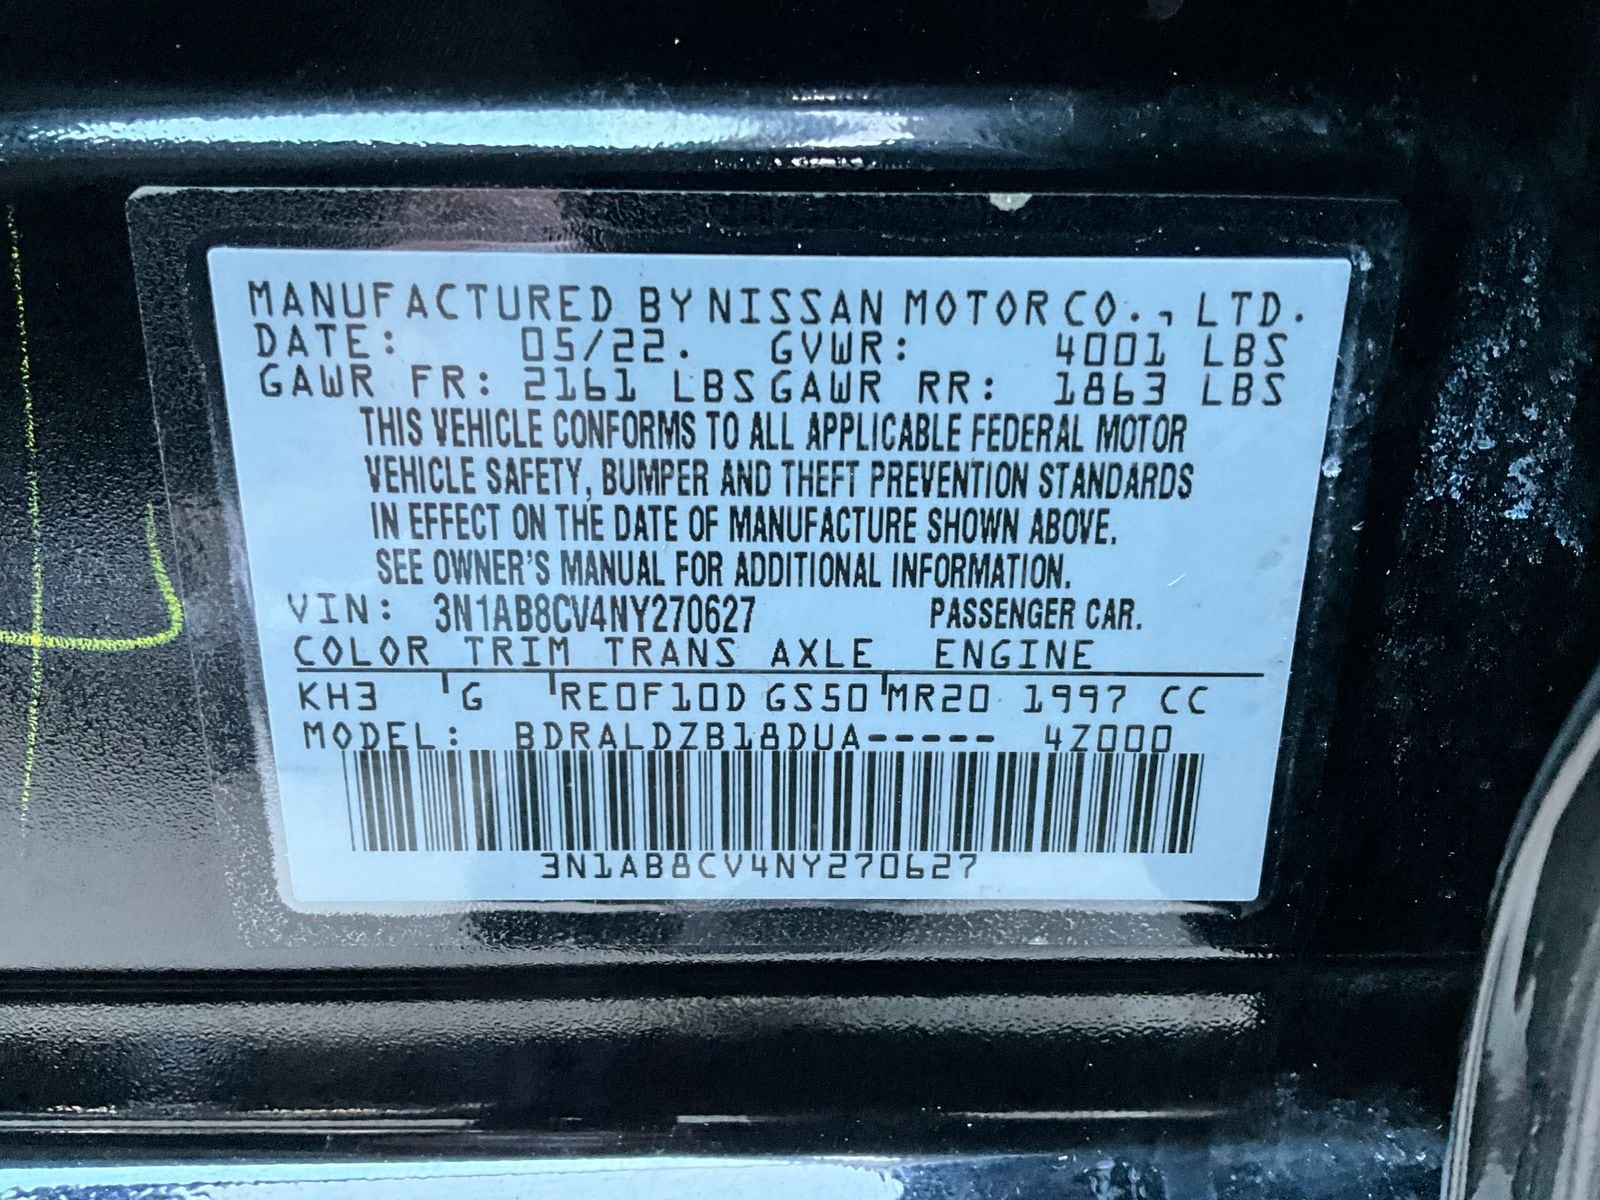 MANUFACTURED BY NISSAN MOTOR CO., LTD.
DATE: 05/22. GVWR: 4001 LBS
GAWR FR: 2161 LBS GAWR RR: 1863 LBS
THIS VEHICLE CONFORMS TO ALL APPLICABLE FEDERAL MOTOR
VEHICLE SAFETY, BUMPER AND THEFT PREVENTION STANDARDS
IN EFFECT ON THE DATE OF MANUFACTURE SHOWN ABOVE.
SEE OWNER'S MANUAL FOR ADDITIONAL INFORMATION.
VIN: 3N1AB8CV4NY270627 PASSENGER CAR.
COLOR TRIM TRANS AXLE ENGINE
KH3 G RE0F10D GS50 MR20 1997 CC
MODEL: BDRALDZB18DUA----- 4Z000
3N1AB8CV4NY270627